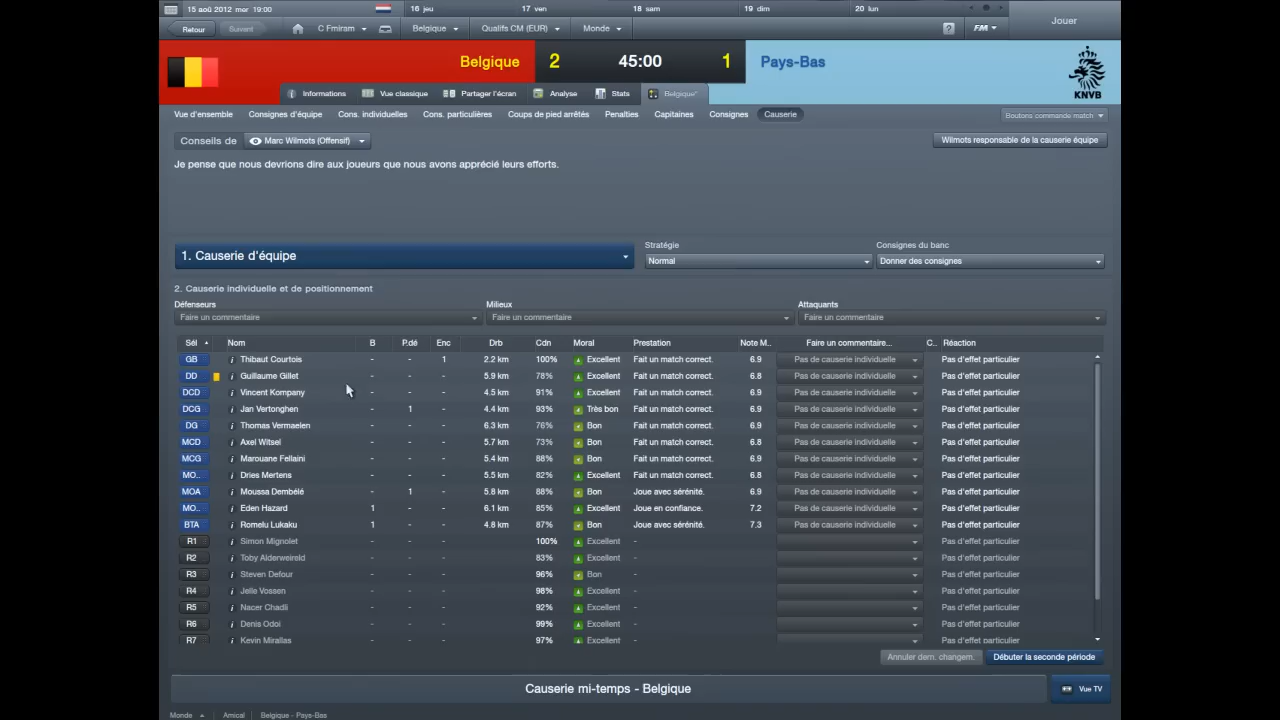 15 aoû 2012 mer 19:00 16 jeu 17 ven 18 sam 19 dim 20 lun Jouer
Retour Suivant C Fmiram Belgique Qualifs CM (EUR) Monde ? FM
Belgique 2 45:00 1 Pays-Bas
KNVB
Informations Vue classique Partager l'écran Analyse Stats Belgique*
Vue d'ensemble Consignes d'équipe Cons. individuelles Cons. particulières Coups de pied arrêtés Penalties Capitaines Consignes Causerie Boutons commande match
Conseils de Marc Wilmots (Offensif) Wilmots responsable de la causerie équipe
Je pense que nous devrions dire aux joueurs que nous avons apprécié leurs efforts.
Stratégie Consignes du banc
1. Causerie d'équipe Normal Donner des consignes
2. Causerie individuelle et de positionnement
Défenseurs Milieux Attaquants
Faire un commentaire Faire un commentaire Faire un commentaire
Sél Nom B P.dé Enc Drb Cdn Moral Prestation Note M... Faire un commentaire... C.. Réaction
GB i Thibaut Courtois - - 1 2.2 km 100% Excellent Fait un match correct. 6.9 Pas de causerie individuelle Pas d'effet particulier
DD i Guillaume Gillet - - - 5.9 km 78% Excellent Fait un match correct. 6.8 Pas de causerie individuelle Pas d'effet particulier
DCD i Vincent Kompany - - - 4.5 km 91% Excellent Fait un match correct. 6.9 Pas de causerie individuelle Pas d'effet particulier
DCG i Jan Vertonghen - 1 - 4.4 km 93% Très bon Fait un match correct. 6.9 Pas de causerie individuelle Pas d'effet particulier
DG i Thomas Vermaelen - - - 6.3 km 76% Bon Fait un match correct. 6.9 Pas de causerie individuelle Pas d'effet particulier
MCD i Axel Witsel - - - 5.7 km 73% Bon Fait un match correct. 6.8 Pas de causerie individuelle Pas d'effet particulier
MCG i Marouane Fellaini - - - 5.4 km 88% Bon Fait un match correct. 6.9 Pas de causerie individuelle Pas d'effet particulier
MO.. i Dries Mertens - - - 5.5 km 82% Excellent Fait un match correct. 6.8 Pas de causerie individuelle Pas d'effet particulier
MOA i Moussa Dembélé - 1 - 5.8 km 88% Bon Joue avec sérénité. 6.9 Pas de causerie individuelle Pas d'effet particulier
MO.. i Eden Hazard 1 - - 6.1 km 85% Excellent Joue en confiance. 7.2 Pas de causerie individuelle Pas d'effet particulier
BTA i Romelu Lukaku 1 - - 4.8 km 87% Bon Joue avec sérénité. 7.3 Pas de causerie individuelle Pas d'effet particulier
R1 i Simon Mignolet 100% Excellent - Pas d'effet particulier
R2 i Toby Alderweireld 83% Excellent - Pas d'effet particulier
R3 i Steven Defour 96% Bon - Pas d'effet particulier
R4 i Jelle Vossen 98% Excellent - Pas d'effet particulier
R5 i Nacer Chadli 92% Excellent - Pas d'effet particulier
R6 i Denis Odoi 99% Excellent - Pas d'effet particulier
R7 i Kevin Mirallas 97% Excellent - Pas d'effet particulier
Annuler dern. changem. Débuter la seconde période
Causerie mi-temps - Belgique Vue TV
Monde Amical Belgique - Pays-Bas